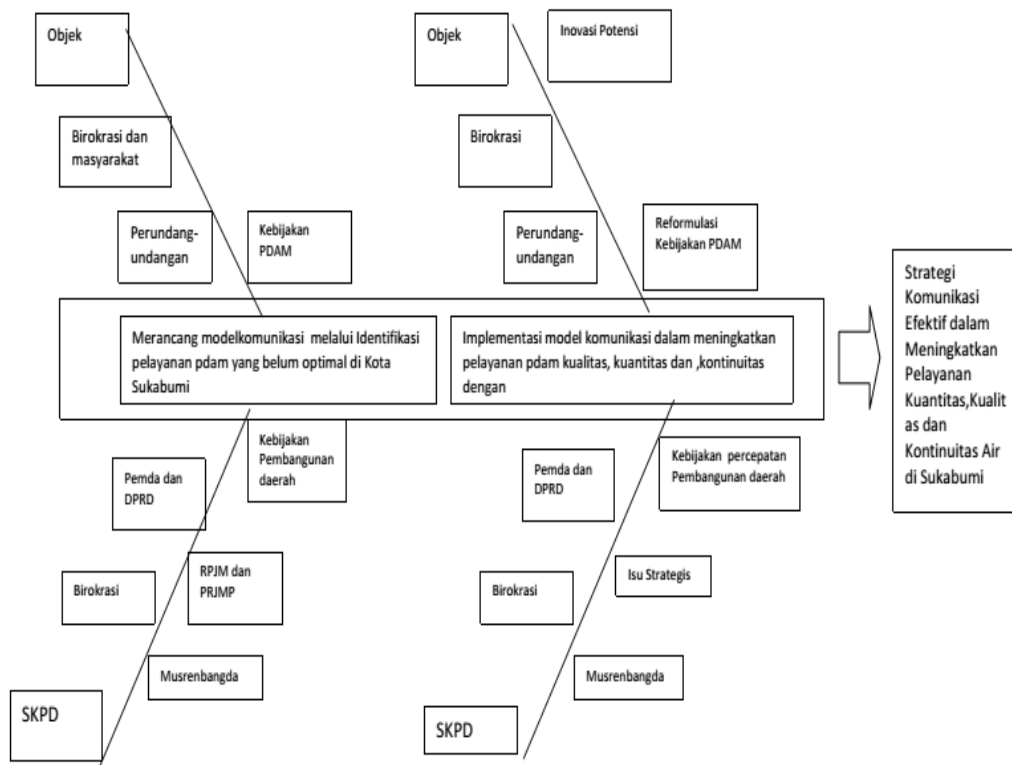 Objek
Birokrasi dan
masyarakat
Perundang-
undangan
Kebijakan
PDAM
Objek
Inovasi Potensi
Birokrasi
Perundang-
undangan
Reformulasi
Kebijakan PDAM
Merancang modelkomunikasi melalui Identifikasi
pelayanan pdam yang belum optimal di Kota
Sukabumi
Implementasi model komunikasi dalam meningkatkan
pelayanan pdam kualitas, kuantitas dan ,kontinuitas
dengan
Strategi
Komunikasi
Efektif dalam
Meningkatkan
Pelayanan
Kuantitas,Kualit
as dan
Kontinuitas Air
di Sukabumi
Kebijakan
Pembangunan
daerah
Pemda dan
DPRD
RPJM dan
PRJMP
Birokrasi
Musrenbangda
SKPD
Kebijakan percepatan
Pembangunan daerah
Pemda dan
DPRD
Isu Strategis
Birokrasi
Musrenbangda
SKPD